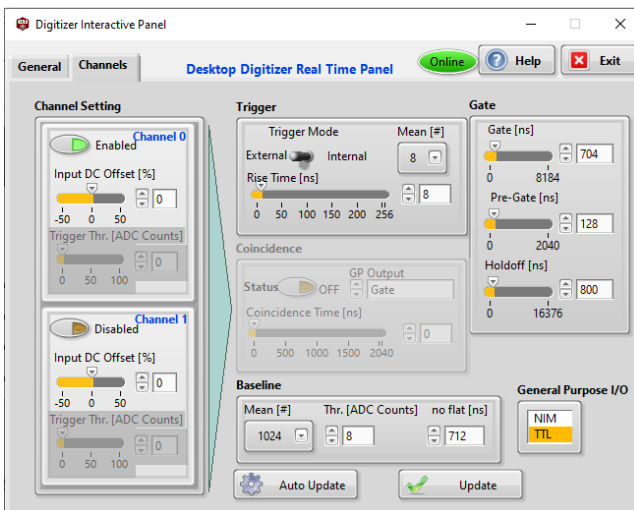 Digitizer Interactive Panel
General
Channels
Desktop Digitizer Real Time Panel
Online
Help
Exit
Channel Setting
Channel 0
Enabled
Input DC Offset [%]
0
-50 0 50
Trigger Thr. [ADC Counts]
0
0 50 100
Channel 1
Disabled
Input DC Offset [%]
0
-50 0 50
Trigger Thr. [ADC Counts]
0
0 50 100
Trigger
Trigger Mode
Mean [#]
External Internal
8
Rise Time [ns]
8
0 50 100 150 200 256
Coincidence
Status OFF
GP Output
Gate
Coincidence Time [ns]
0
0 500 1000 1500 2040
Baseline
Mean [#] Thr. [ADC Counts] no flat [ns]
1024 8 712
Auto Update
Update
Gate
Gate [ns]
704
0 8184
Pre-Gate [ns]
128
0 2040
Holdoff [ns]
800
0 16376
General Purpose I/O
NIM
TTL